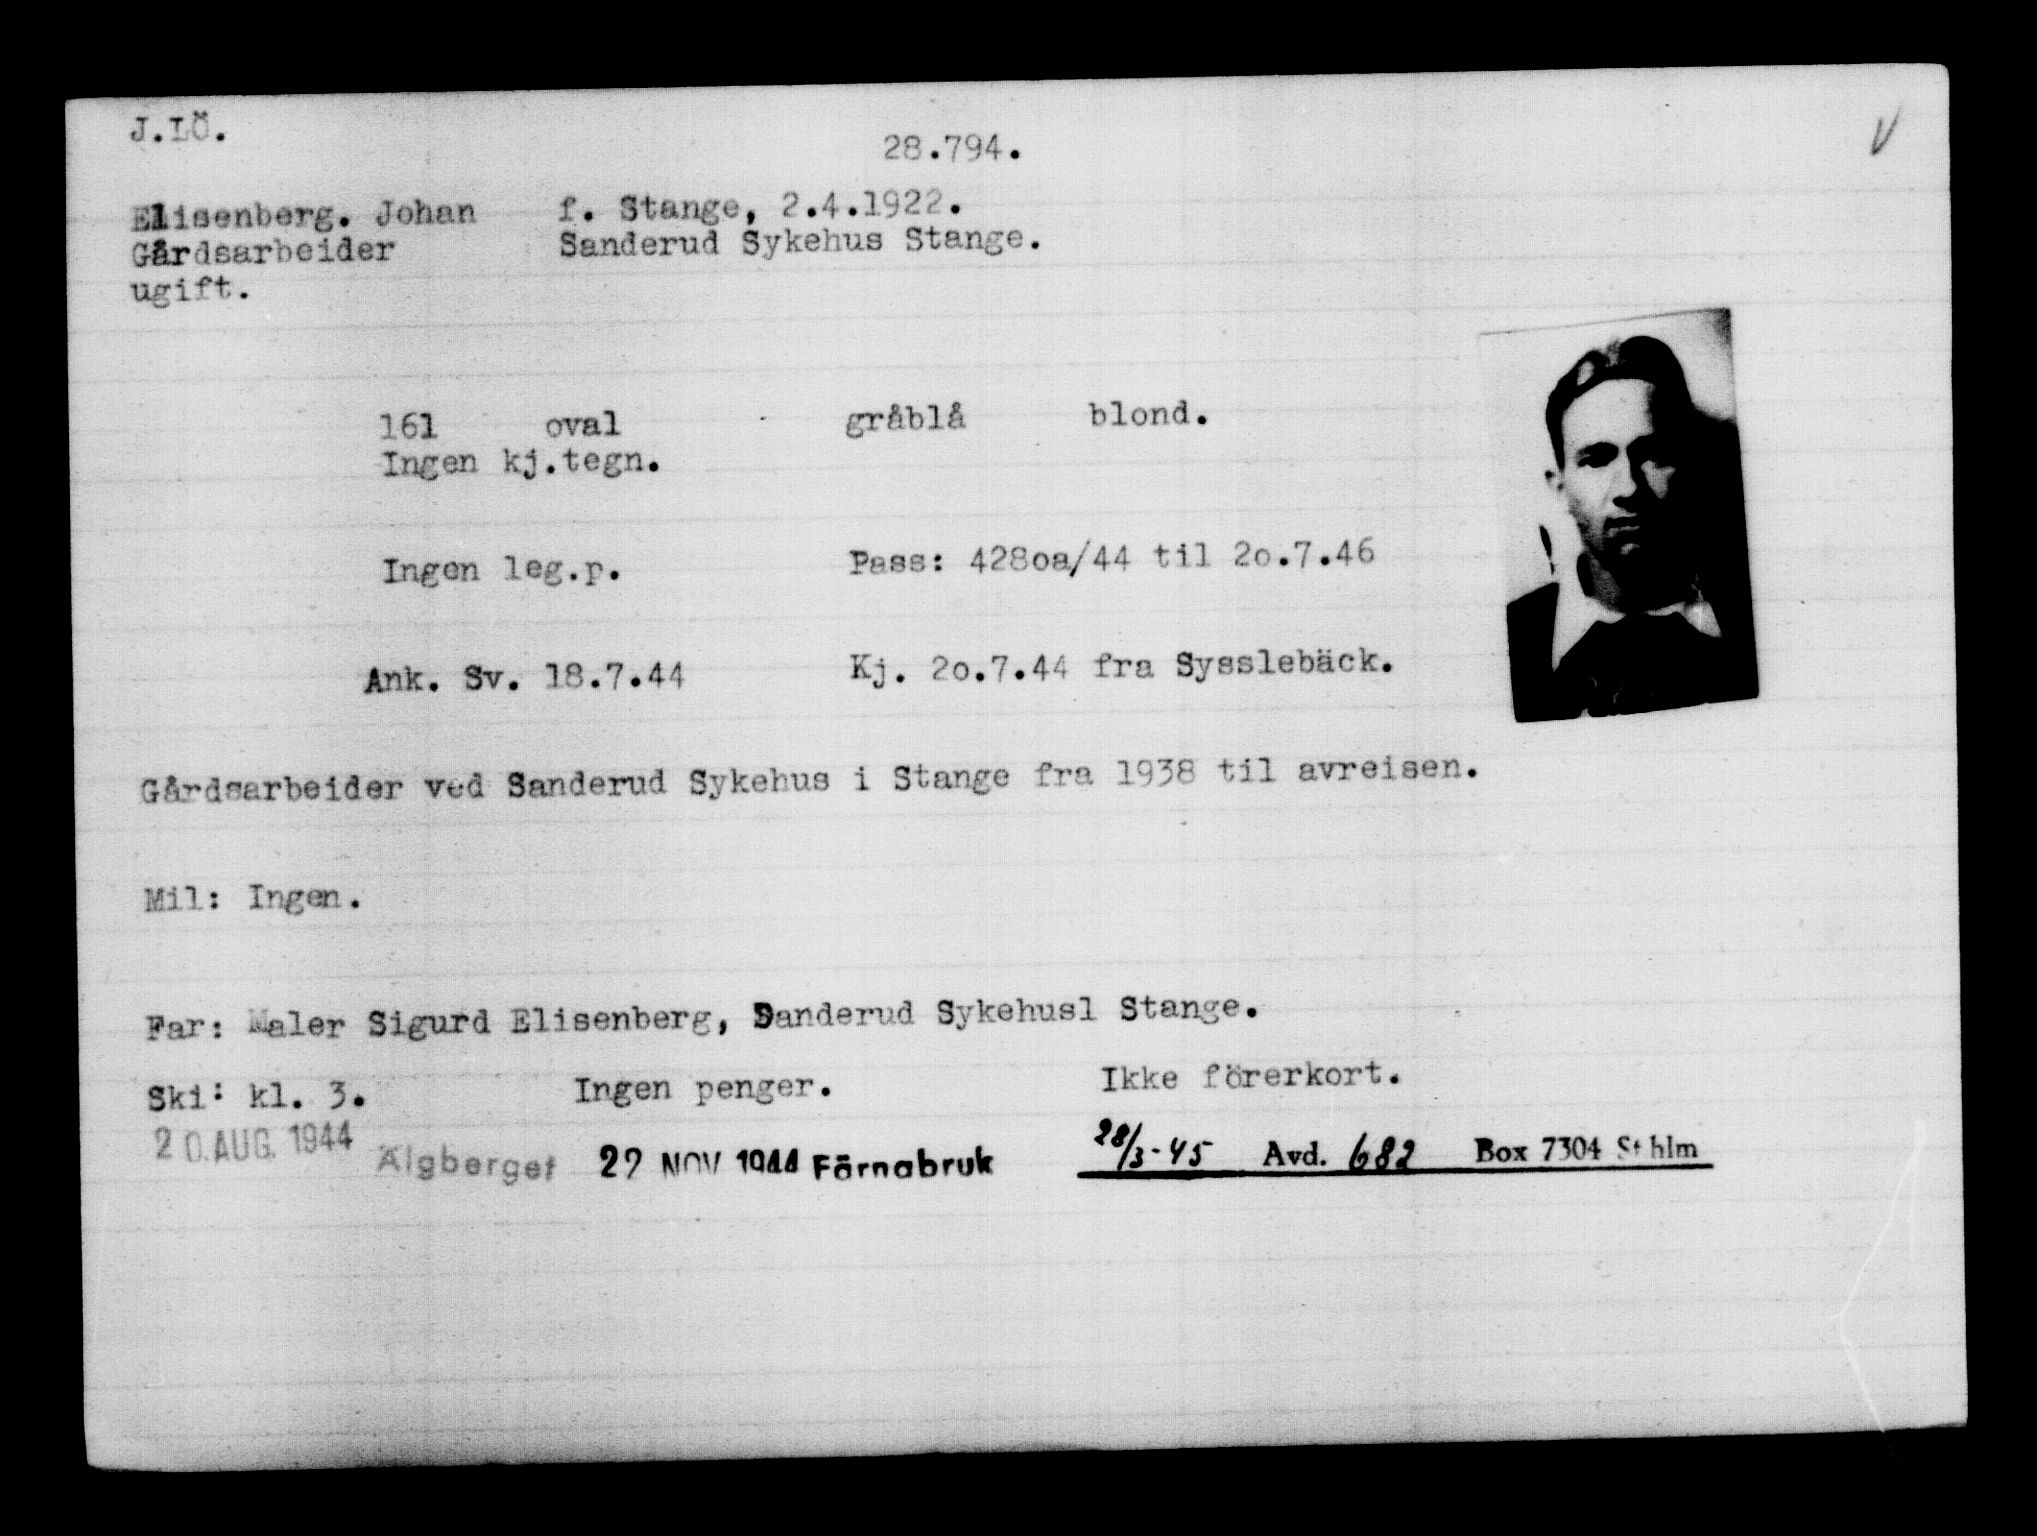 J.LÖ.
28.794.
V
Elisenberg. Johan f. Stange, 2.4.1922.
Gårdsarbeider Sanderud Sykehus Stange.
ugift.
161 oval gråblå blond.
Ingen kj.tegn.
Ingen leg.p. Pass: 428oa/44 til 2o.7.46
Ank. Sv. 18.7.44 Kj. 2o.7.44 fra Sysslebäck.
Gårdsarbeider ved Sanderud Sykehus i Stange fra 1938 til avreisen.
Mil: Ingen.
Far: Maler Sigurd Elisenberg, Sanderud Sykehusl Stange.
Ski: kl. 3. Ingen penger. Ikke förerkort.
20.AUG.1944 Älgberget 22 NOV 1944 Färnabruk 28/3-45 Avd. 682 Box 7304 Sthlm